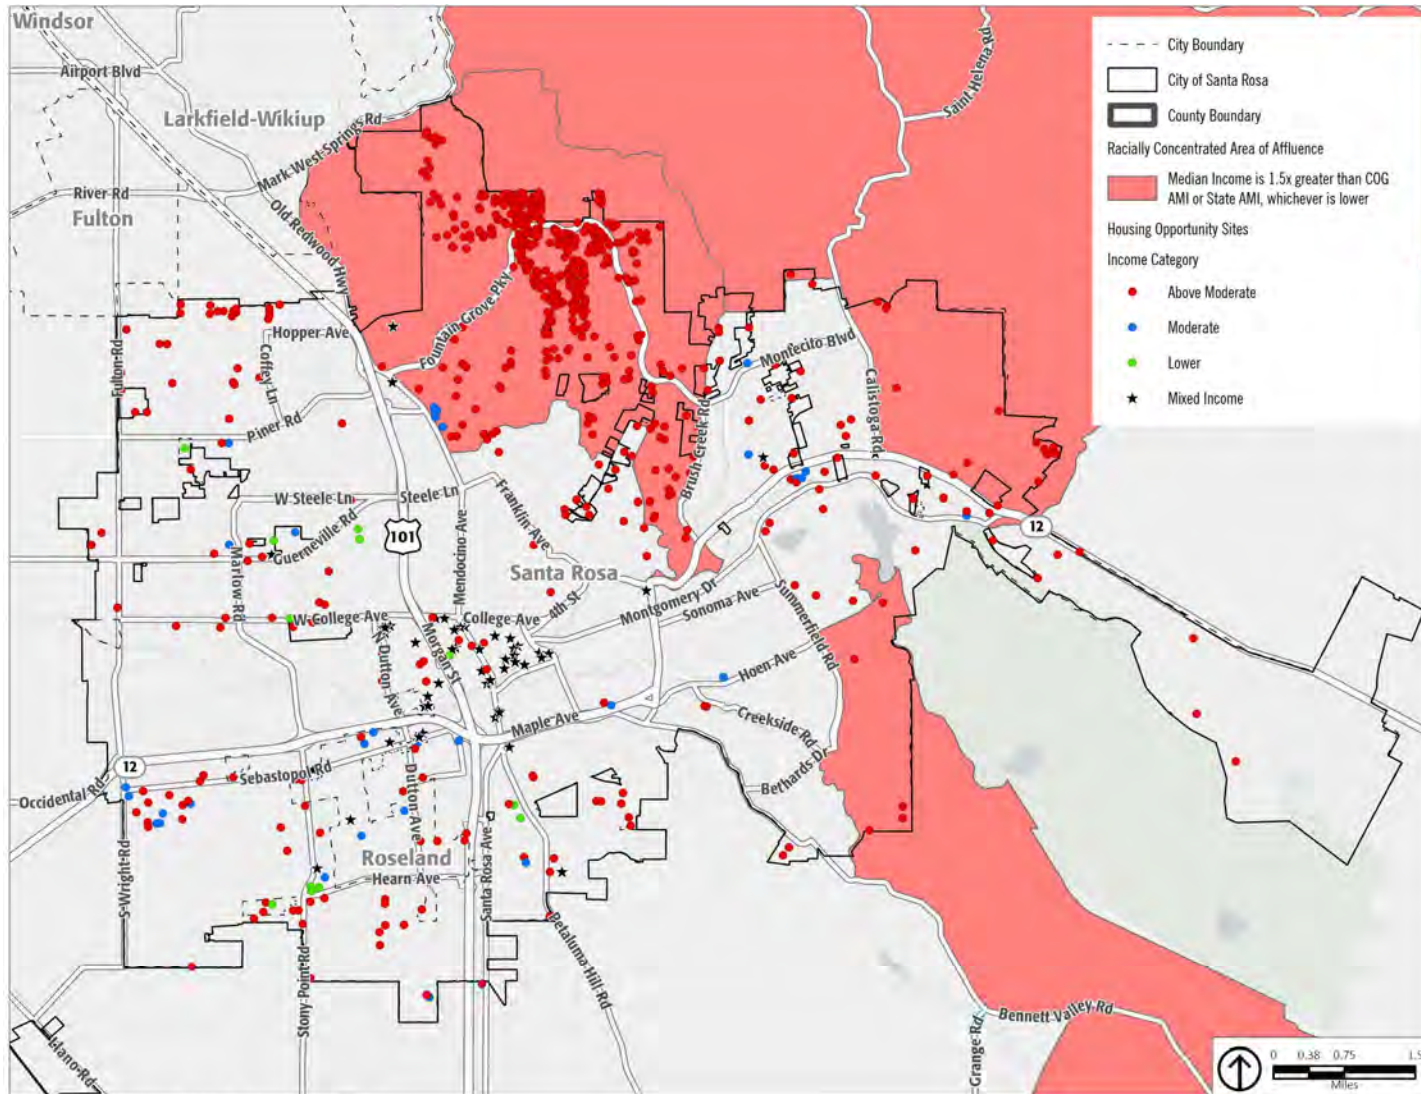 Windsor
Airport Blvd
Larkfield-Wikiup
Mark West Springs Rd
River Rd
Fulton
Old Redwood Hwy
Saint Helena Rd
City Boundary
City of Santa Rosa
County Boundary
Racially Concentrated Area of Affluence
Median Income is 1.5x greater than COG
AMI or State AMI, whichever is lower
Housing Opportunity Sites
Income Category
Above Moderate
Moderate
Lower
Mixed Income
Fountain Grove Pky
Hopper Ave
Coffey Ln
Fulton Rd
Piner Rd
Montecito Blvd
Calistoga Rd
Brush Creek Rd
W Steele Ln
Steele Ln
Franklin Ave
Guerneville Rd
101
Mendocino Ave
Marlow Rd
Santa Rosa
12
W College Ave
College Ave
4th St
Montgomery Dr
Sonoma Ave
Summerfield Rd
N Dutton Ave
Morgan St
Hoen Ave
Maple Ave
Creekside Rd
Bethards Dr
12
Sebastopol Rd
Occidental Rd
Dutton Ave
S Wright Rd
Roseland
Hearn Ave
Santa Rosa Ave
Petaluma Hill Rd
Stony Point Rd
Llano Rd
Grange Rd
Bennett Valley Rd
0 0.38 0.75
Miles